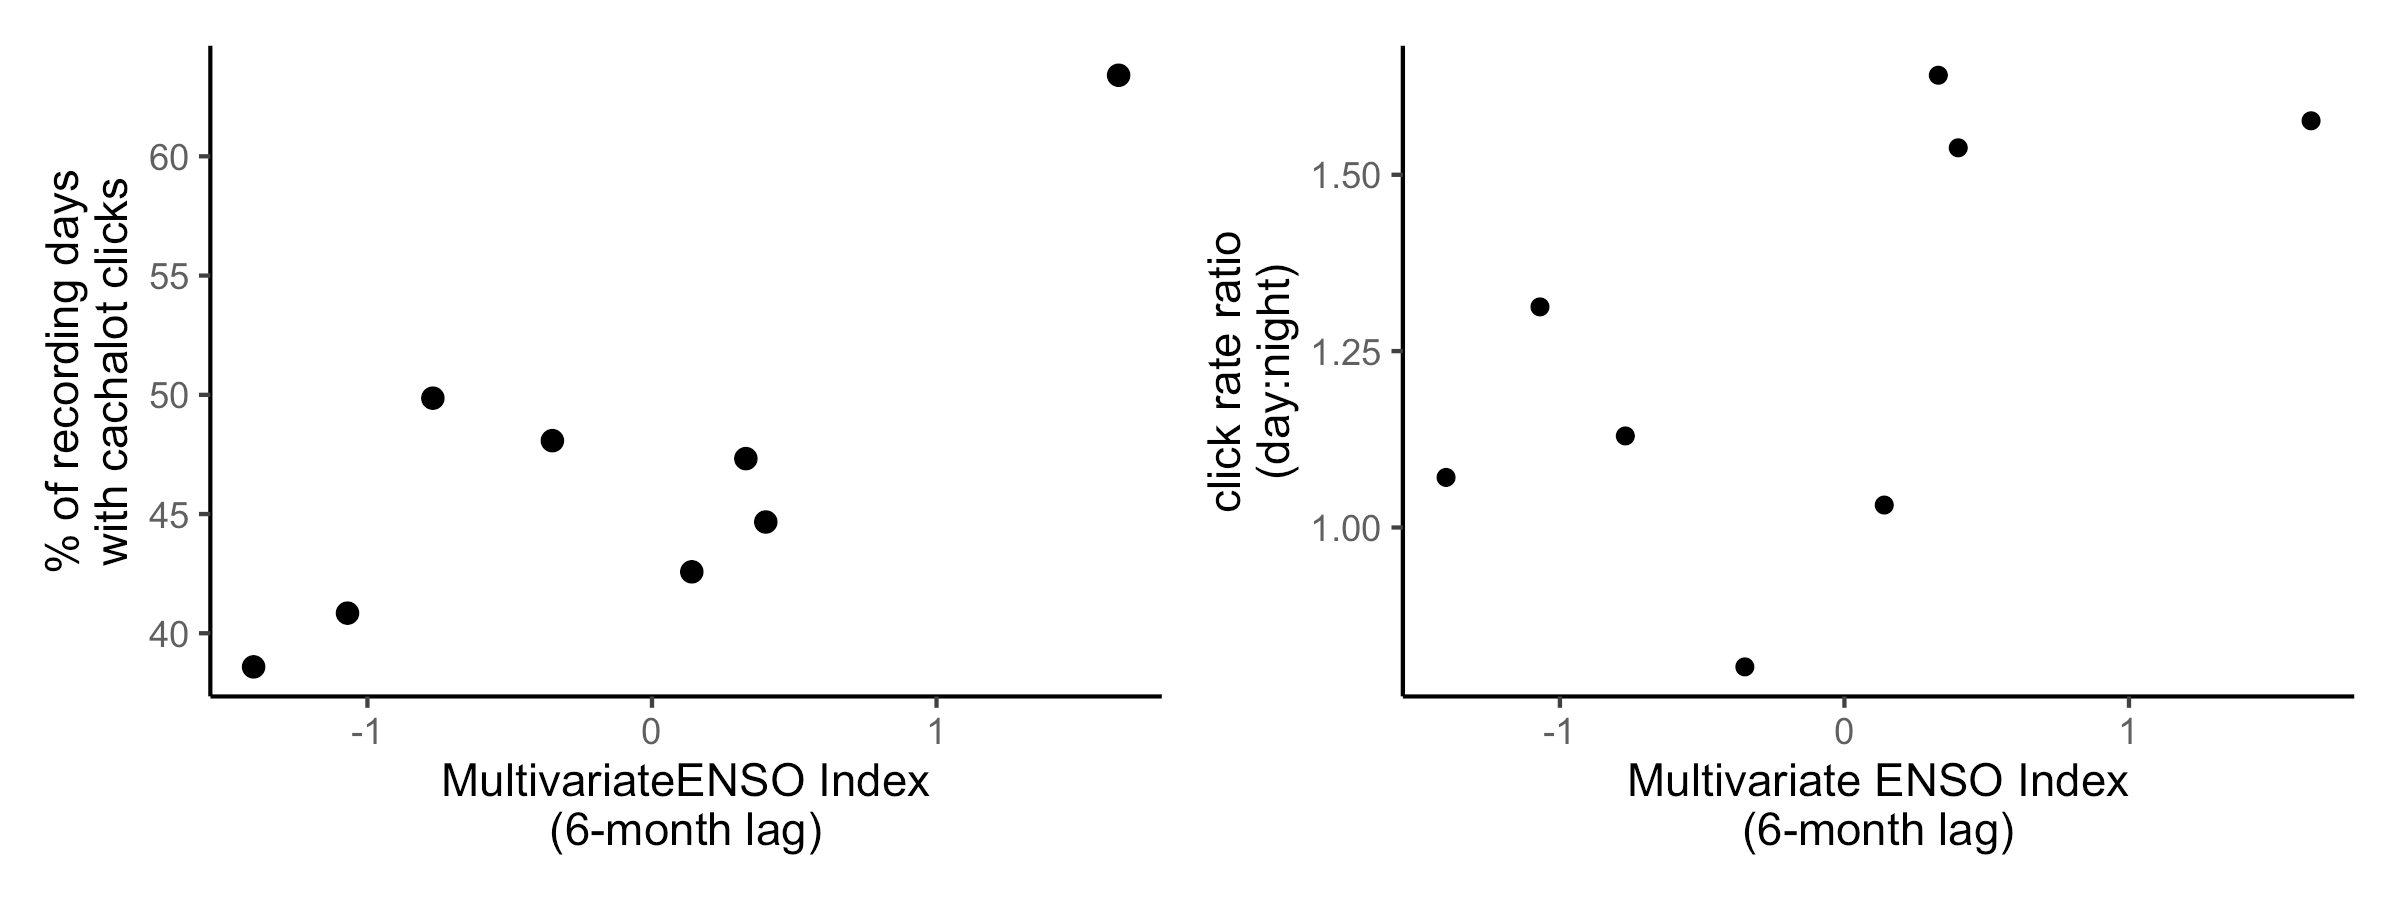 % of recording days
with cachalot clicks
60
55
50
45
40
-1
0
1
MultivariateENSO Index
(6-month lag)
click rate ratio
(day:night)
1.50
1.25
1.00
-1
0
1
Multivariate ENSO Index
(6-month lag)